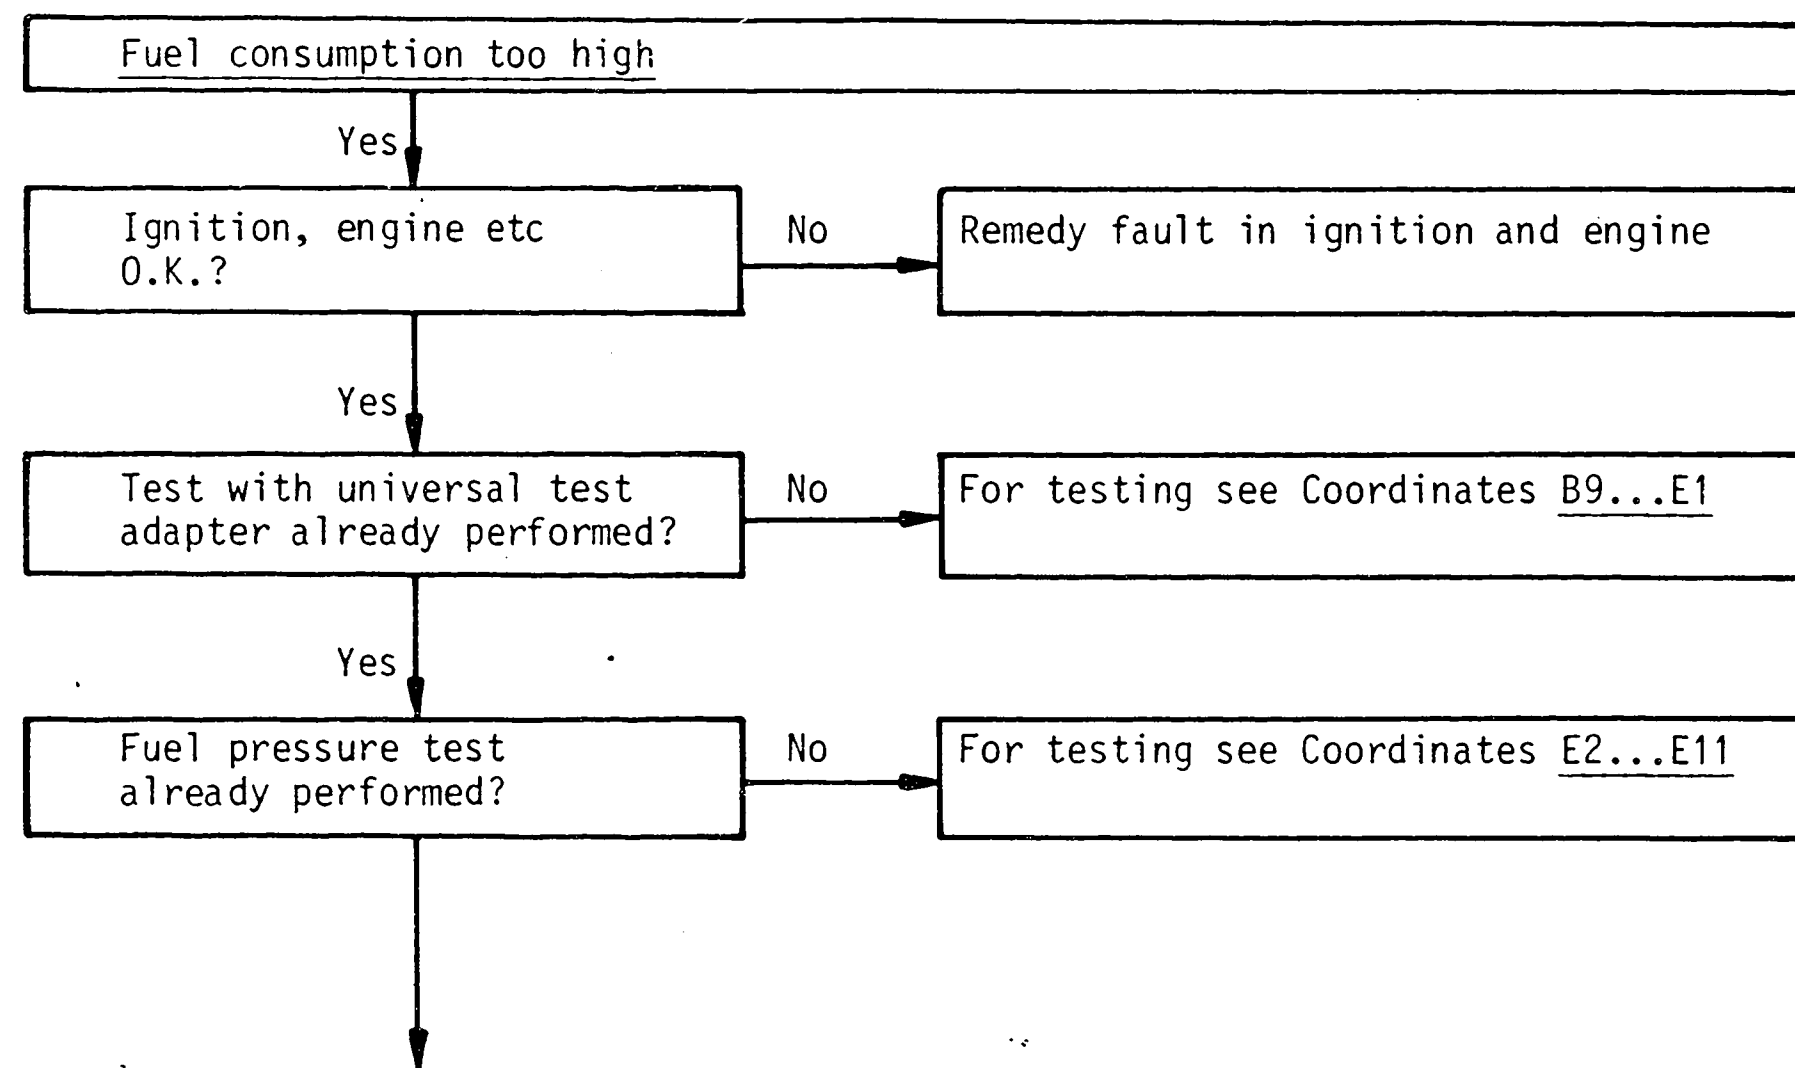 Fuel consumption too high
Yes
Ignition, engine etc
O.K.?
No
Remedy fault in ignition and engine
Yes
Test with universal test
adapter already performed?
No
For testing see Coordinates B9...E1
Yes
Fuel pressure test
already performed?
No
For testing see Coordinates E2...E11